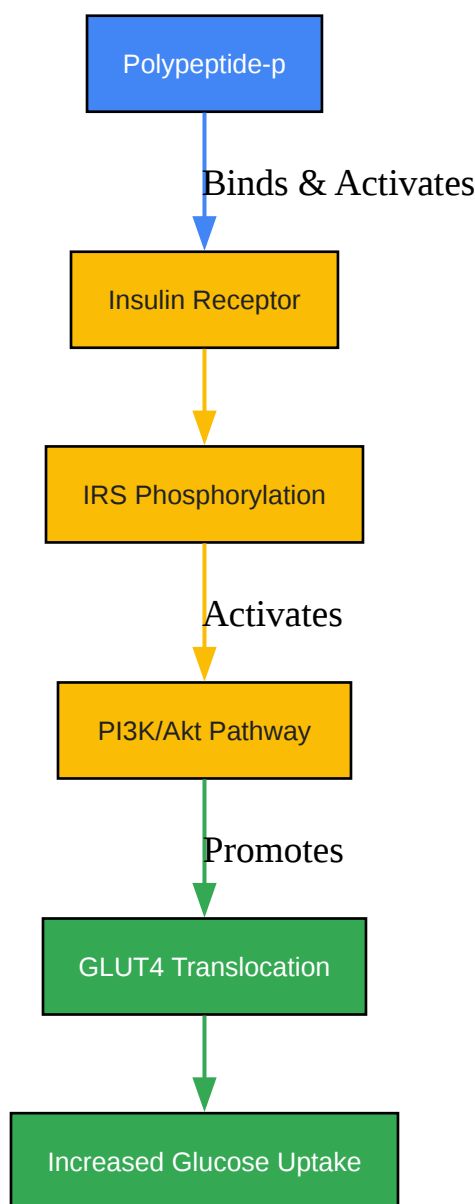 Polypeptide-p
Binds & Activates
Insulin Receptor
IRS Phosphorylation
Activates
PI3K/Akt Pathway
Promotes
GLUT4 Translocation
Increased Glucose Uptake